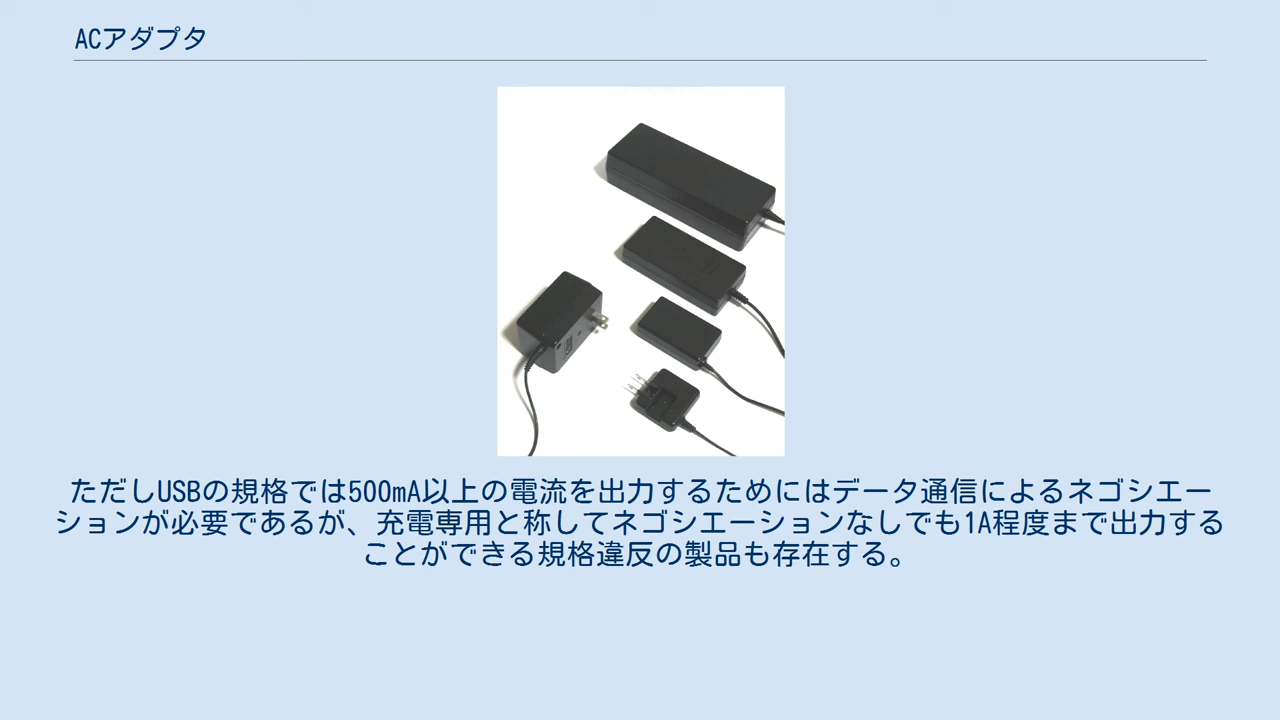 ACアダプタ
ただしUSBの規格では500mA以上の電流を出力するためにはデータ通信によるネゴシエー
ションが必要であるが、充電専用と称してネゴシエーションなしでも1A程度まで出力する
ことができる規格違反の製品も存在する。